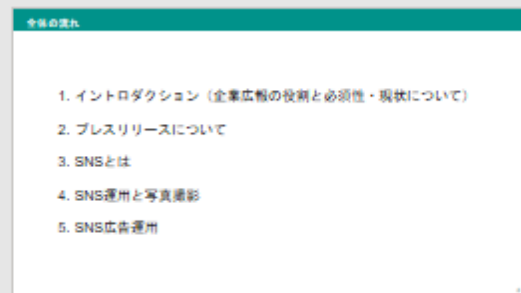 全体の流れ
1. イントロダクション（企業広報の役割と必須性・現状について）
2. プレスリリースについて
3. SNSとは
4. SNS運用と写真撮影
5. SNS広告運用